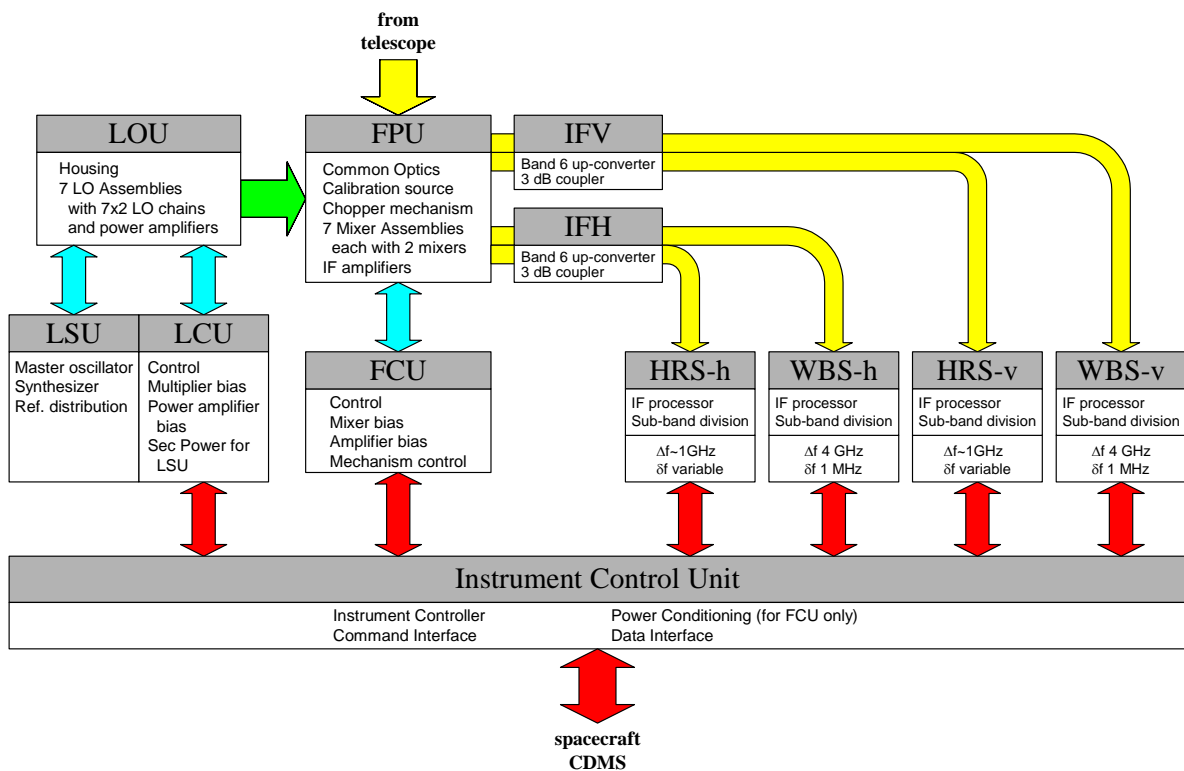 from
telescope
LOU
Housing
7 LO Assemblies
with 7x2 LO chains
and power amplifiers
FPU
Common Optics
Calibration source
Chopper mechanism
7 Mixer Assemblies
each with 2 mixers
IF amplifiers
IFV
Band 6 up-converter
3 dB coupler
IFH
Band 6 up-converter
3 dB coupler
LSU
Master oscillator
Synthesizer
Ref. distribution
LCU
Control
Multiplier bias
Power amplifier
bias
Sec Power for
LSU
FCU
Control
Mixer bias
Amplifier bias
Mechanism control
HRS-h
IF processor
Sub-band division
Δf~1GHz
δf variable
WBS-h
IF processor
Sub-band division
Δf 4 GHz
δf 1 MHz
HRS-v
IF processor
Sub-band division
Δf~1GHz
δf variable
WBS-v
IF processor
Sub-band division
Δf 4 GHz
δf 1 MHz
Instrument Control Unit
Instrument Controller
Command Interface
Power Conditioning (for FCU only)
Data Interface
spacecraft
CDMS